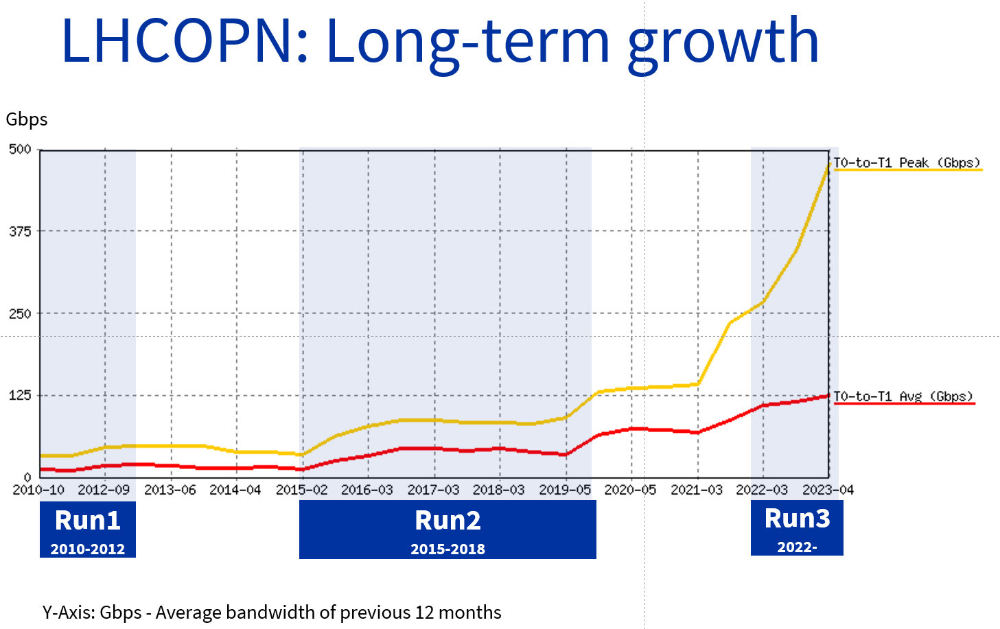 LHCOPN: Long-term growth
Gbps
500
375
250
125
0
T0-to-T1 Peak (Gbps)
T0-to-T1 Avg (Gbps)
2010-10 2012-09 2013-06 2014-04 2015-02 2016-03 2017-03 2018-03 2019-05 2020-05 2021-03 2022-03 2023-04
Run1
2010-2012
Run2
2015-2018
Run3
2022-
Y-Axis: Gbps - Average bandwidth of previous 12 months